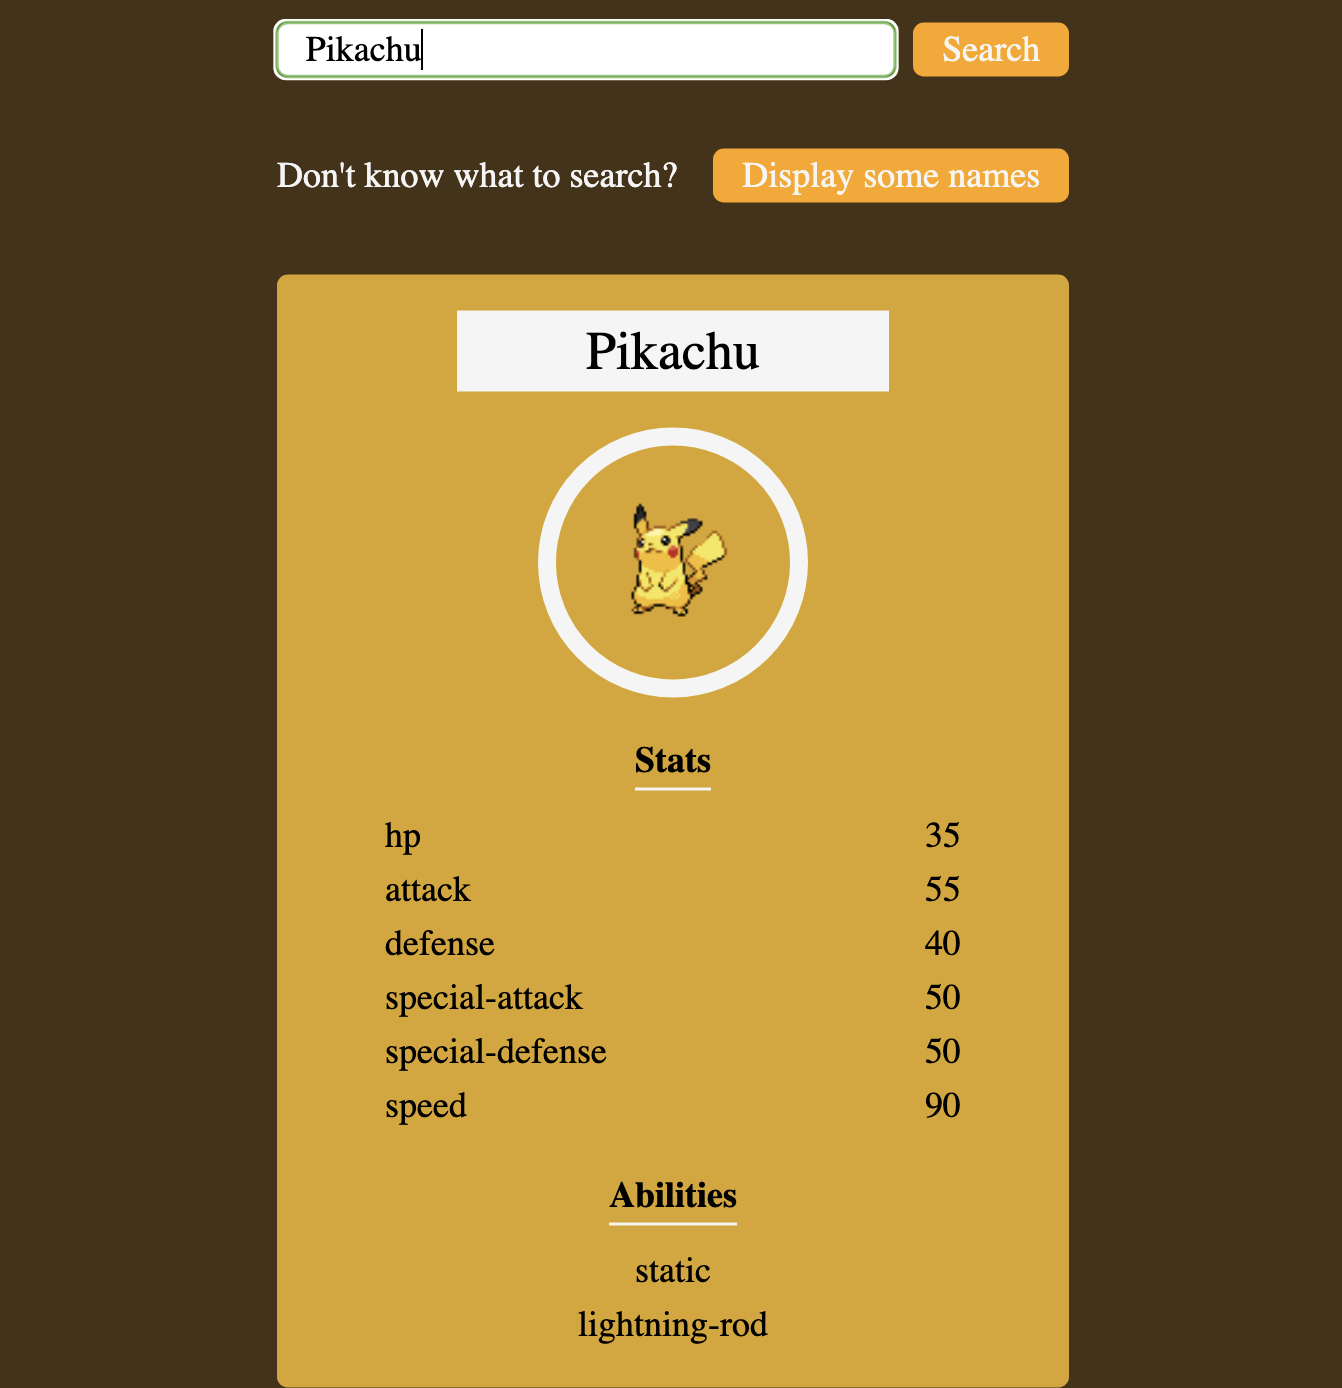 Pikachu
Search
Don't know what to search?
Display some names
Pikachu
Stats
hp 35
attack 55
defense 40
special-attack 50
special-defense 50
speed 90
Abilities
static
lightning-rod